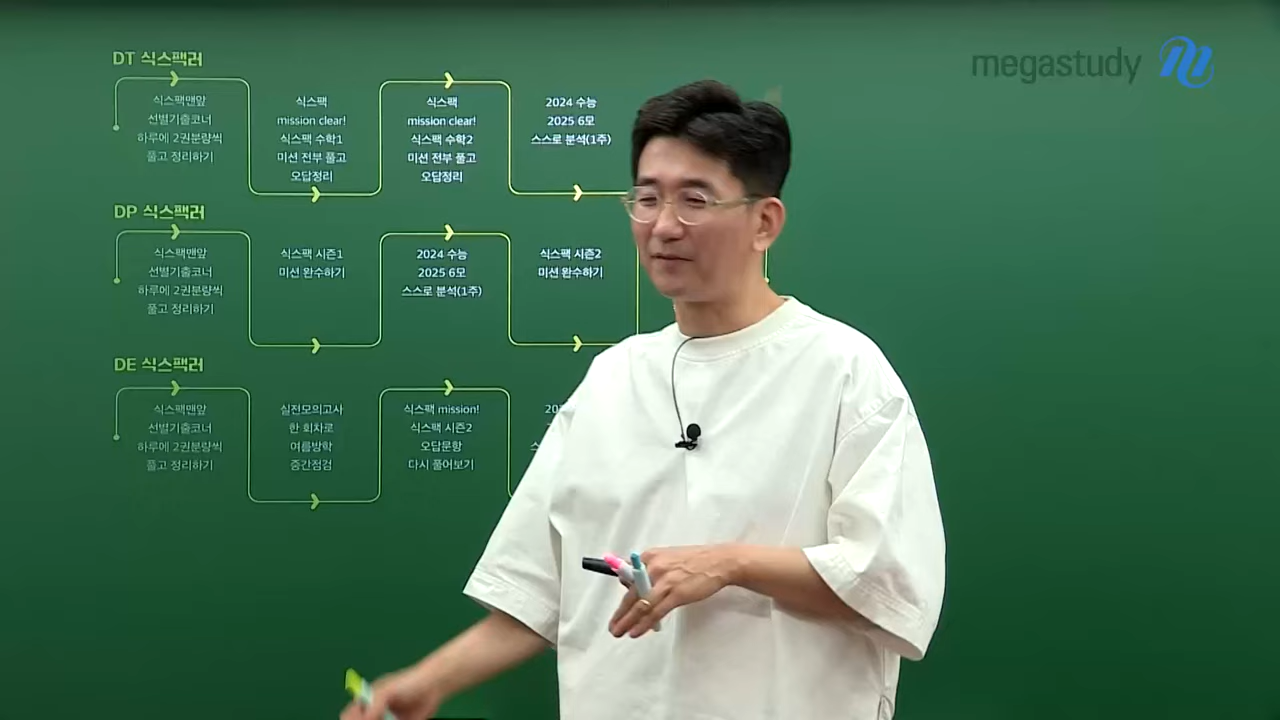 megastudy
DT 식스팩러
식스팩맨앞
선별기출코너
하루에 2권분량씩
풀고 정리하기
식스팩
mission clear!
식스팩 수학1
미션 전부 풀고
오답정리
식스팩
mission clear!
식스팩 수학2
미션 전부 풀고
오답정리
2024 수능
2025 6모
스스로 분석(1주)
DP 식스팩러
식스팩맨앞
선별기출코너
하루에 2권분량씩
풀고 정리하기
식스팩 시즌1
미션 완수하기
2024 수능
2025 6모
스스로 분석(1주)
식스팩 시즌2
미션 완수하기
DE 식스팩러
식스팩맨앞
선별기출코너
하루에 2권분량씩
풀고 정리하기
실전모의고사
한 회차로
여름방학
중간점검
식스팩 mission!
식스팩 시즌2
오답문항
다시 풀어보기